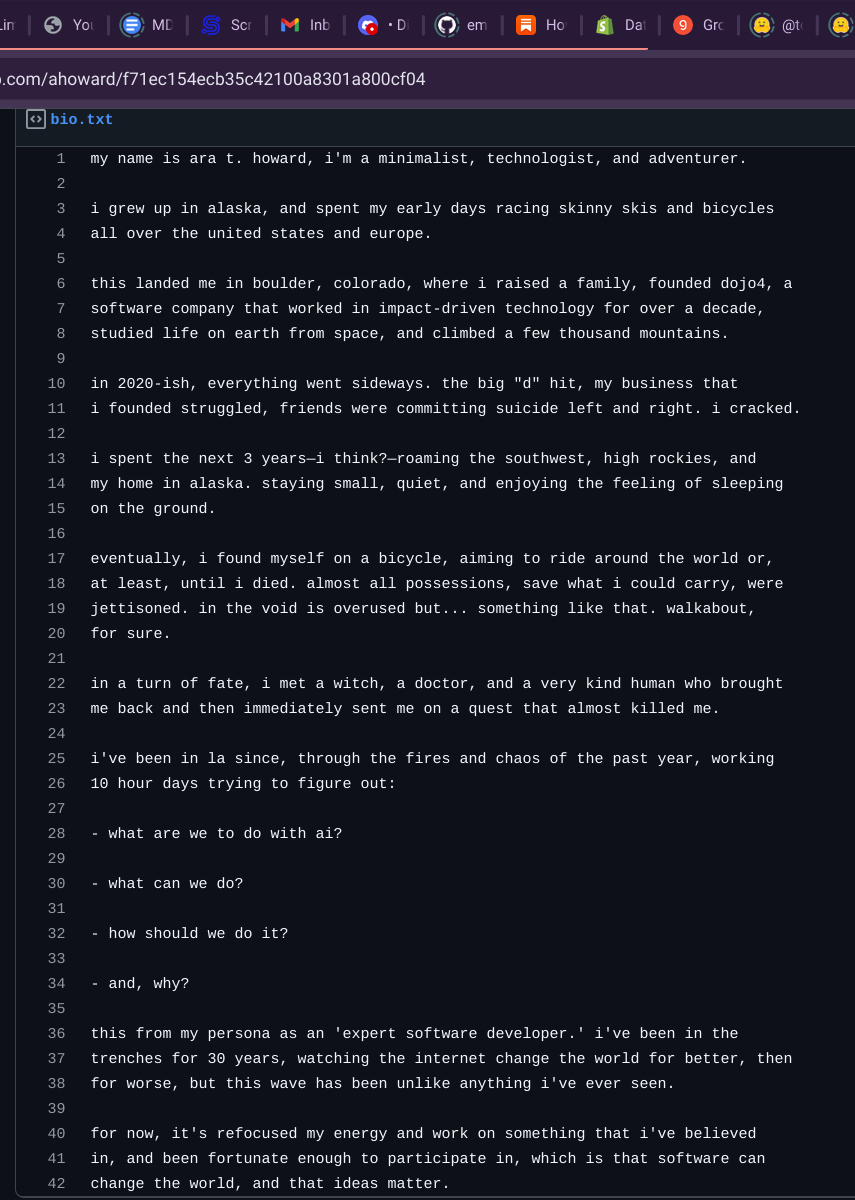 Lin You MD Scr Inb • Di em Ho Dat 9 Gro @to
.com/ahoward/f71ec154ecb35c42100a8301a800cf04
bio.txt
1 my name is ara t. howard, i'm a minimalist, technologist, and adventurer.
2
3 i grew up in alaska, and spent my early days racing skinny skis and bicycles
4 all over the united states and europe.
5
6 this landed me in boulder, colorado, where i raised a family, founded dojo4, a
7 software company that worked in impact-driven technology for over a decade,
8 studied life on earth from space, and climbed a few thousand mountains.
9
10 in 2020-ish, everything went sideways. the big "d" hit, my business that
11 i founded struggled, friends were committing suicide left and right. i cracked.
12
13 i spent the next 3 years—i think?—roaming the southwest, high rockies, and
14 my home in alaska. staying small, quiet, and enjoying the feeling of sleeping
15 on the ground.
16
17 eventually, i found myself on a bicycle, aiming to ride around the world or,
18 at least, until i died. almost all possessions, save what i could carry, were
19 jettisoned. in the void is overused but... something like that. walkabout,
20 for sure.
21
22 in a turn of fate, i met a witch, a doctor, and a very kind human who brought
23 me back and then immediately sent me on a quest that almost killed me.
24
25 i've been in la since, through the fires and chaos of the past year, working
26 10 hour days trying to figure out:
27
28 - what are we to do with ai?
29
30 - what can we do?
31
32 - how should we do it?
33
34 - and, why?
35
36 this from my persona as an 'expert software developer.' i've been in the
37 trenches for 30 years, watching the internet change the world for better, then
38 for worse, but this wave has been unlike anything i've ever seen.
39
40 for now, it's refocused my energy and work on something that i've believed
41 in, and been fortunate enough to participate in, which is that software can
42 change the world, and that ideas matter.